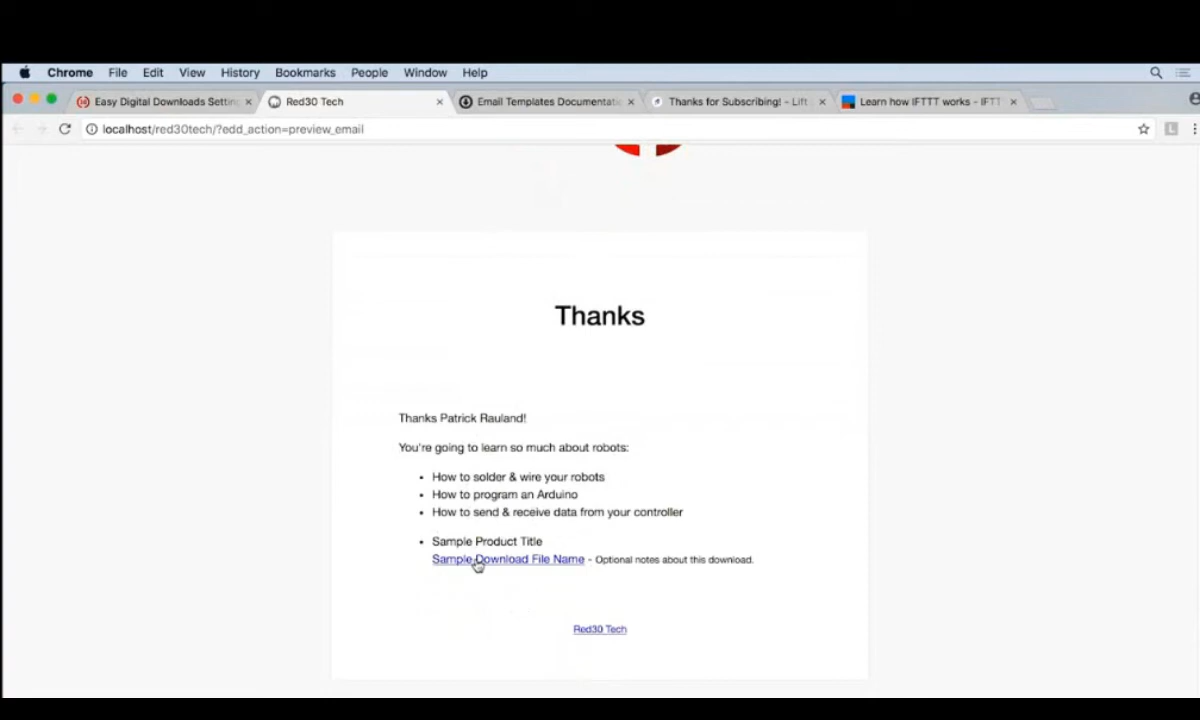 Chrome File Edit View History Bookmarks People Window Help
Easy Digital Downloads Setting
Red30 Tech
Email Templates Documentatio
Thanks for Subscribing! - Lift
Learn how IFTTT works - IFTT
localhost/red30tech/?edd_action=preview_email
L
Thanks
Thanks Patrick Rauland!
You're going to learn so much about robots:
• How to solder & wire your robots
• How to program an Arduino
• How to send & receive data from your controller
• Sample Product Title
Sample Download File Name - Optional notes about this download.
Red30 Tech